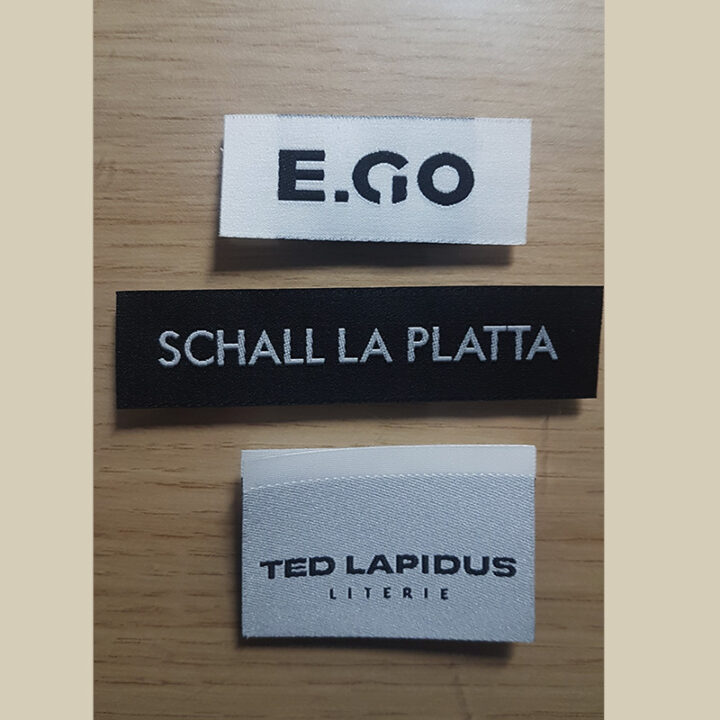 E.GO
SCHALL LA PLATTA
TED LAPIDUS
LITERIE